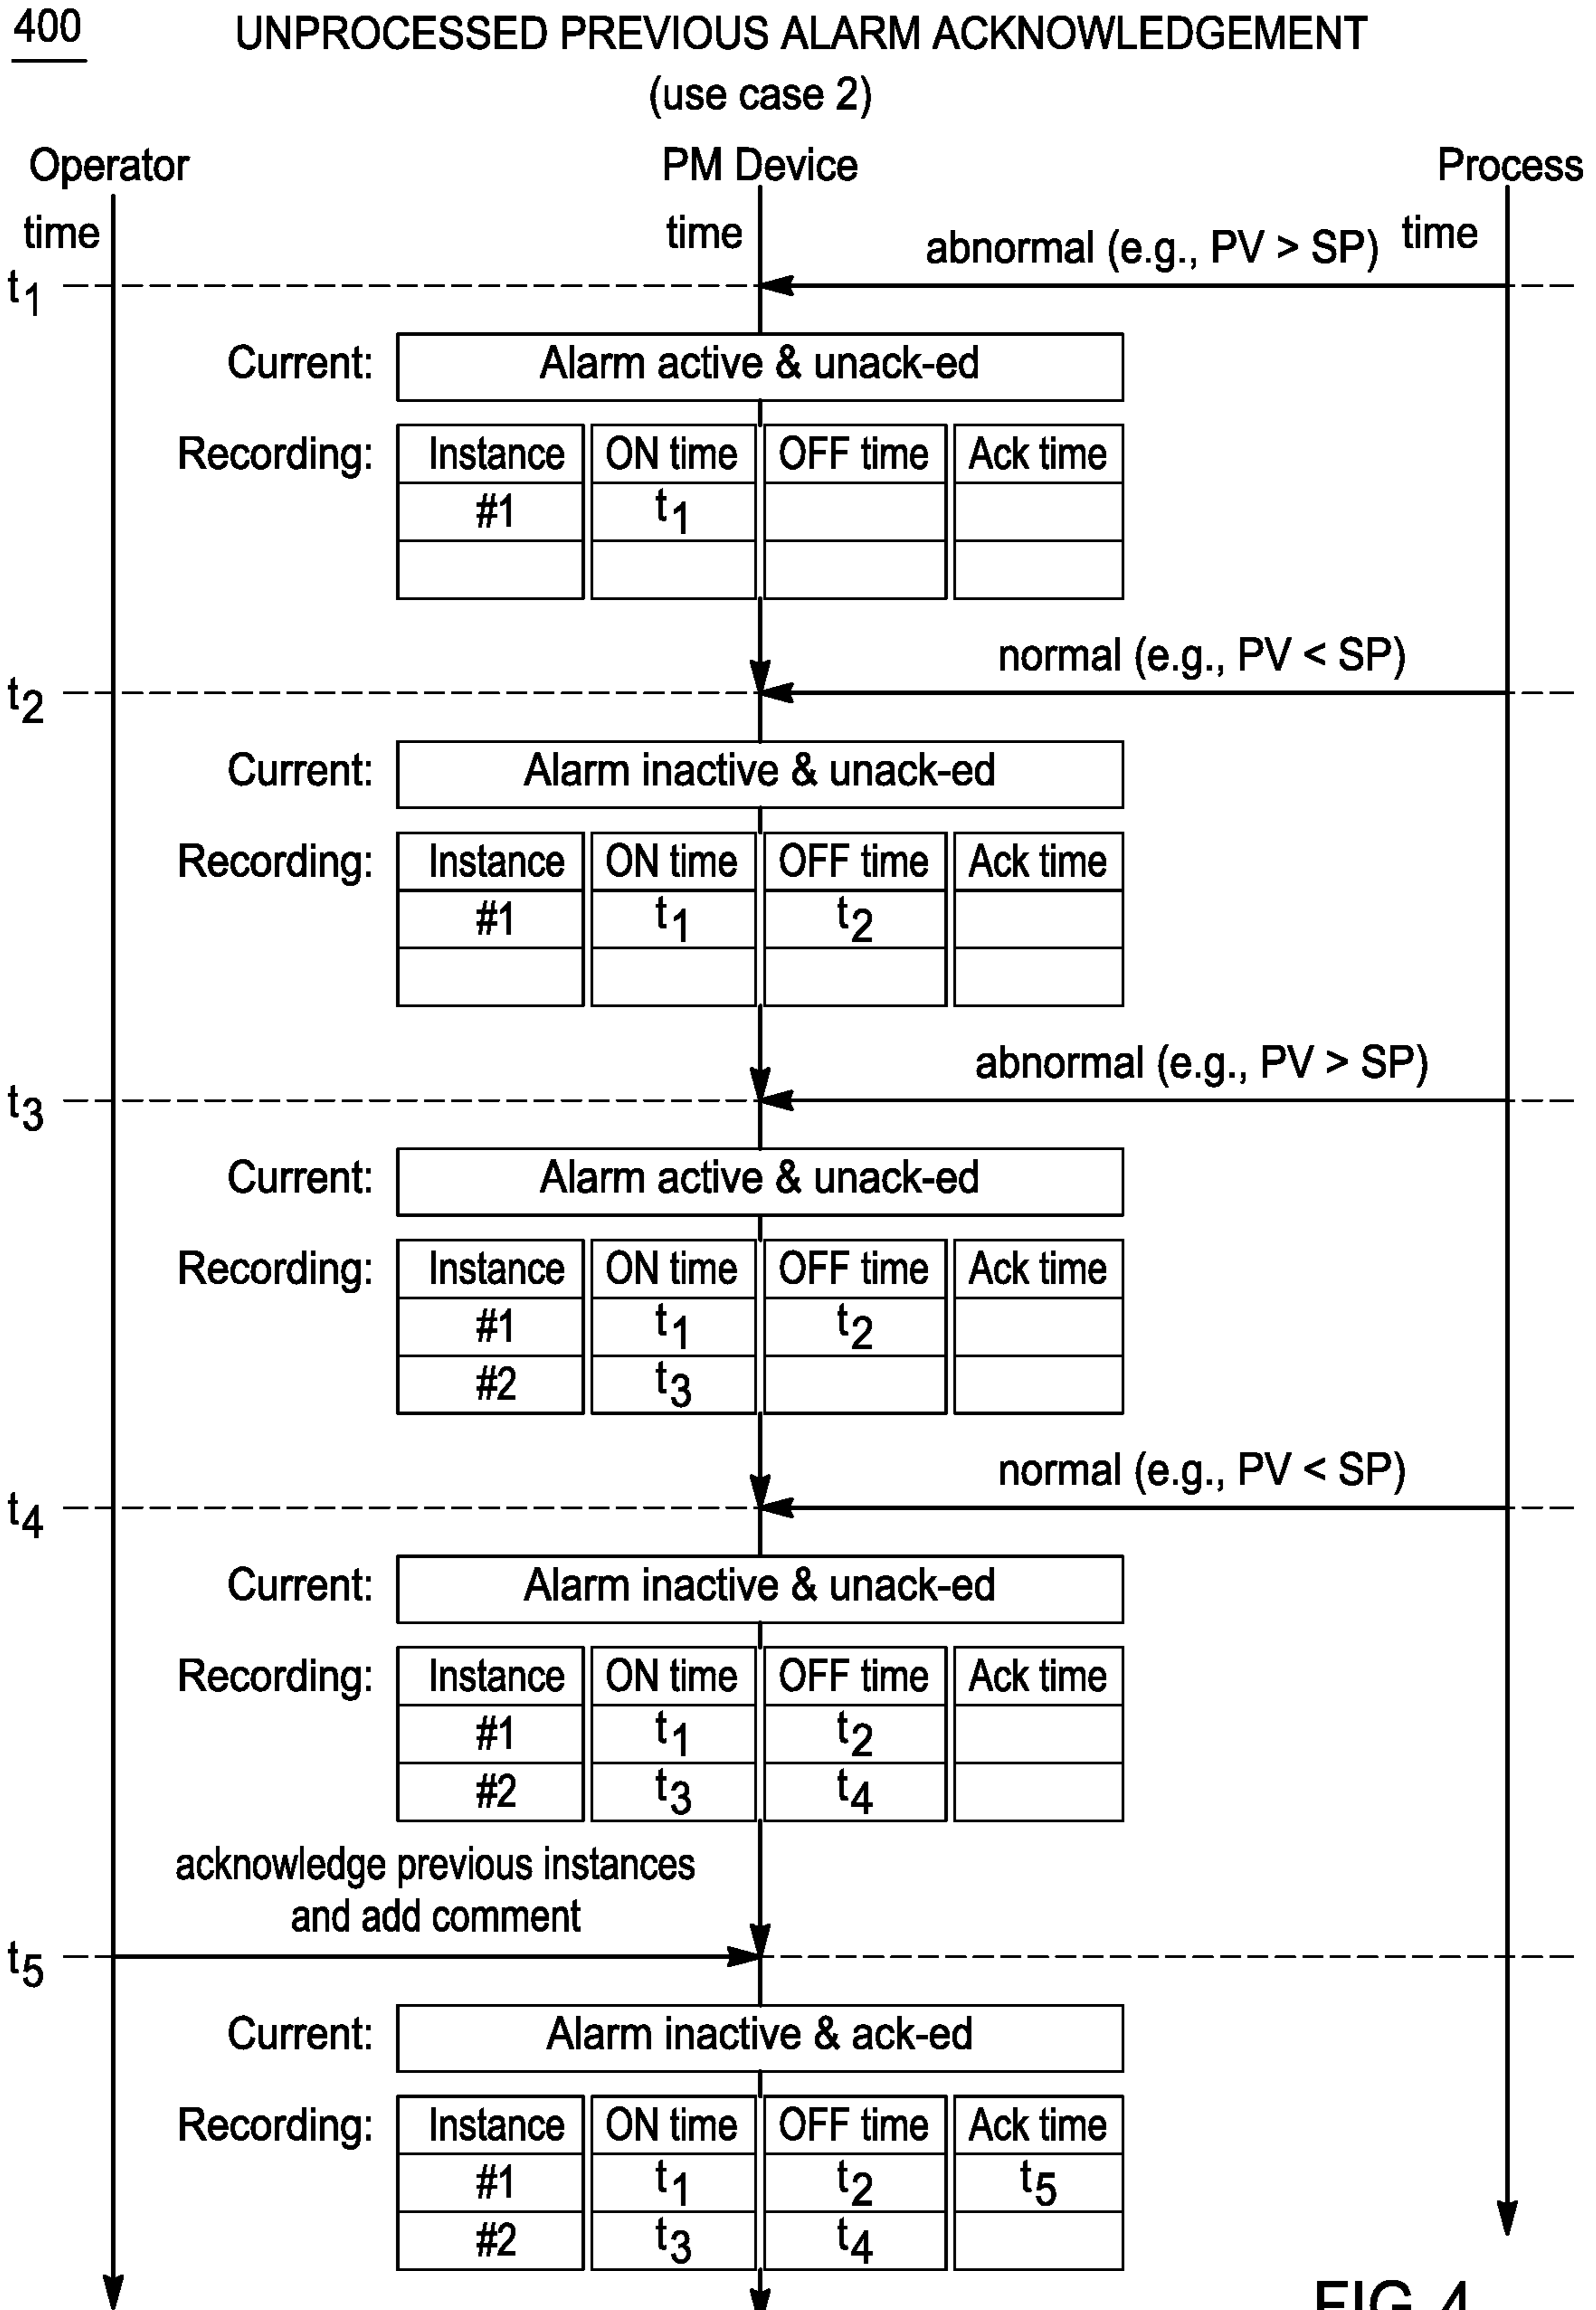 400 UNPROCESSED PREVIOUS ALARM ACKNOWLEDGEMENT
(use case 2)
Operator PM Device Process
time time abnormal (e.g., PV > SP) time
t1
Current: Alarm active & unack-ed
Recording: Instance ON time OFF time Ack time
#1 t1
normal (e.g., PV < SP)
t2
Current: Alarm inactive & unack-ed
Recording: Instance ON time OFF time Ack time
#1 t1 t2
abnormal (e.g., PV > SP)
t3
Current: Alarm active & unack-ed
Recording: Instance ON time OFF time Ack time
#1 t1 t2
#2 t3
normal (e.g., PV < SP)
t4
Current: Alarm inactive & unack-ed
Recording: Instance ON time OFF time Ack time
#1 t1 t2
#2 t3 t4
acknowledge previous instances
and add comment
t5
Current: Alarm inactive & ack-ed
Recording: Instance ON time OFF time Ack time
#1 t1 t2 t5
#2 t3 t4
FIG. 4